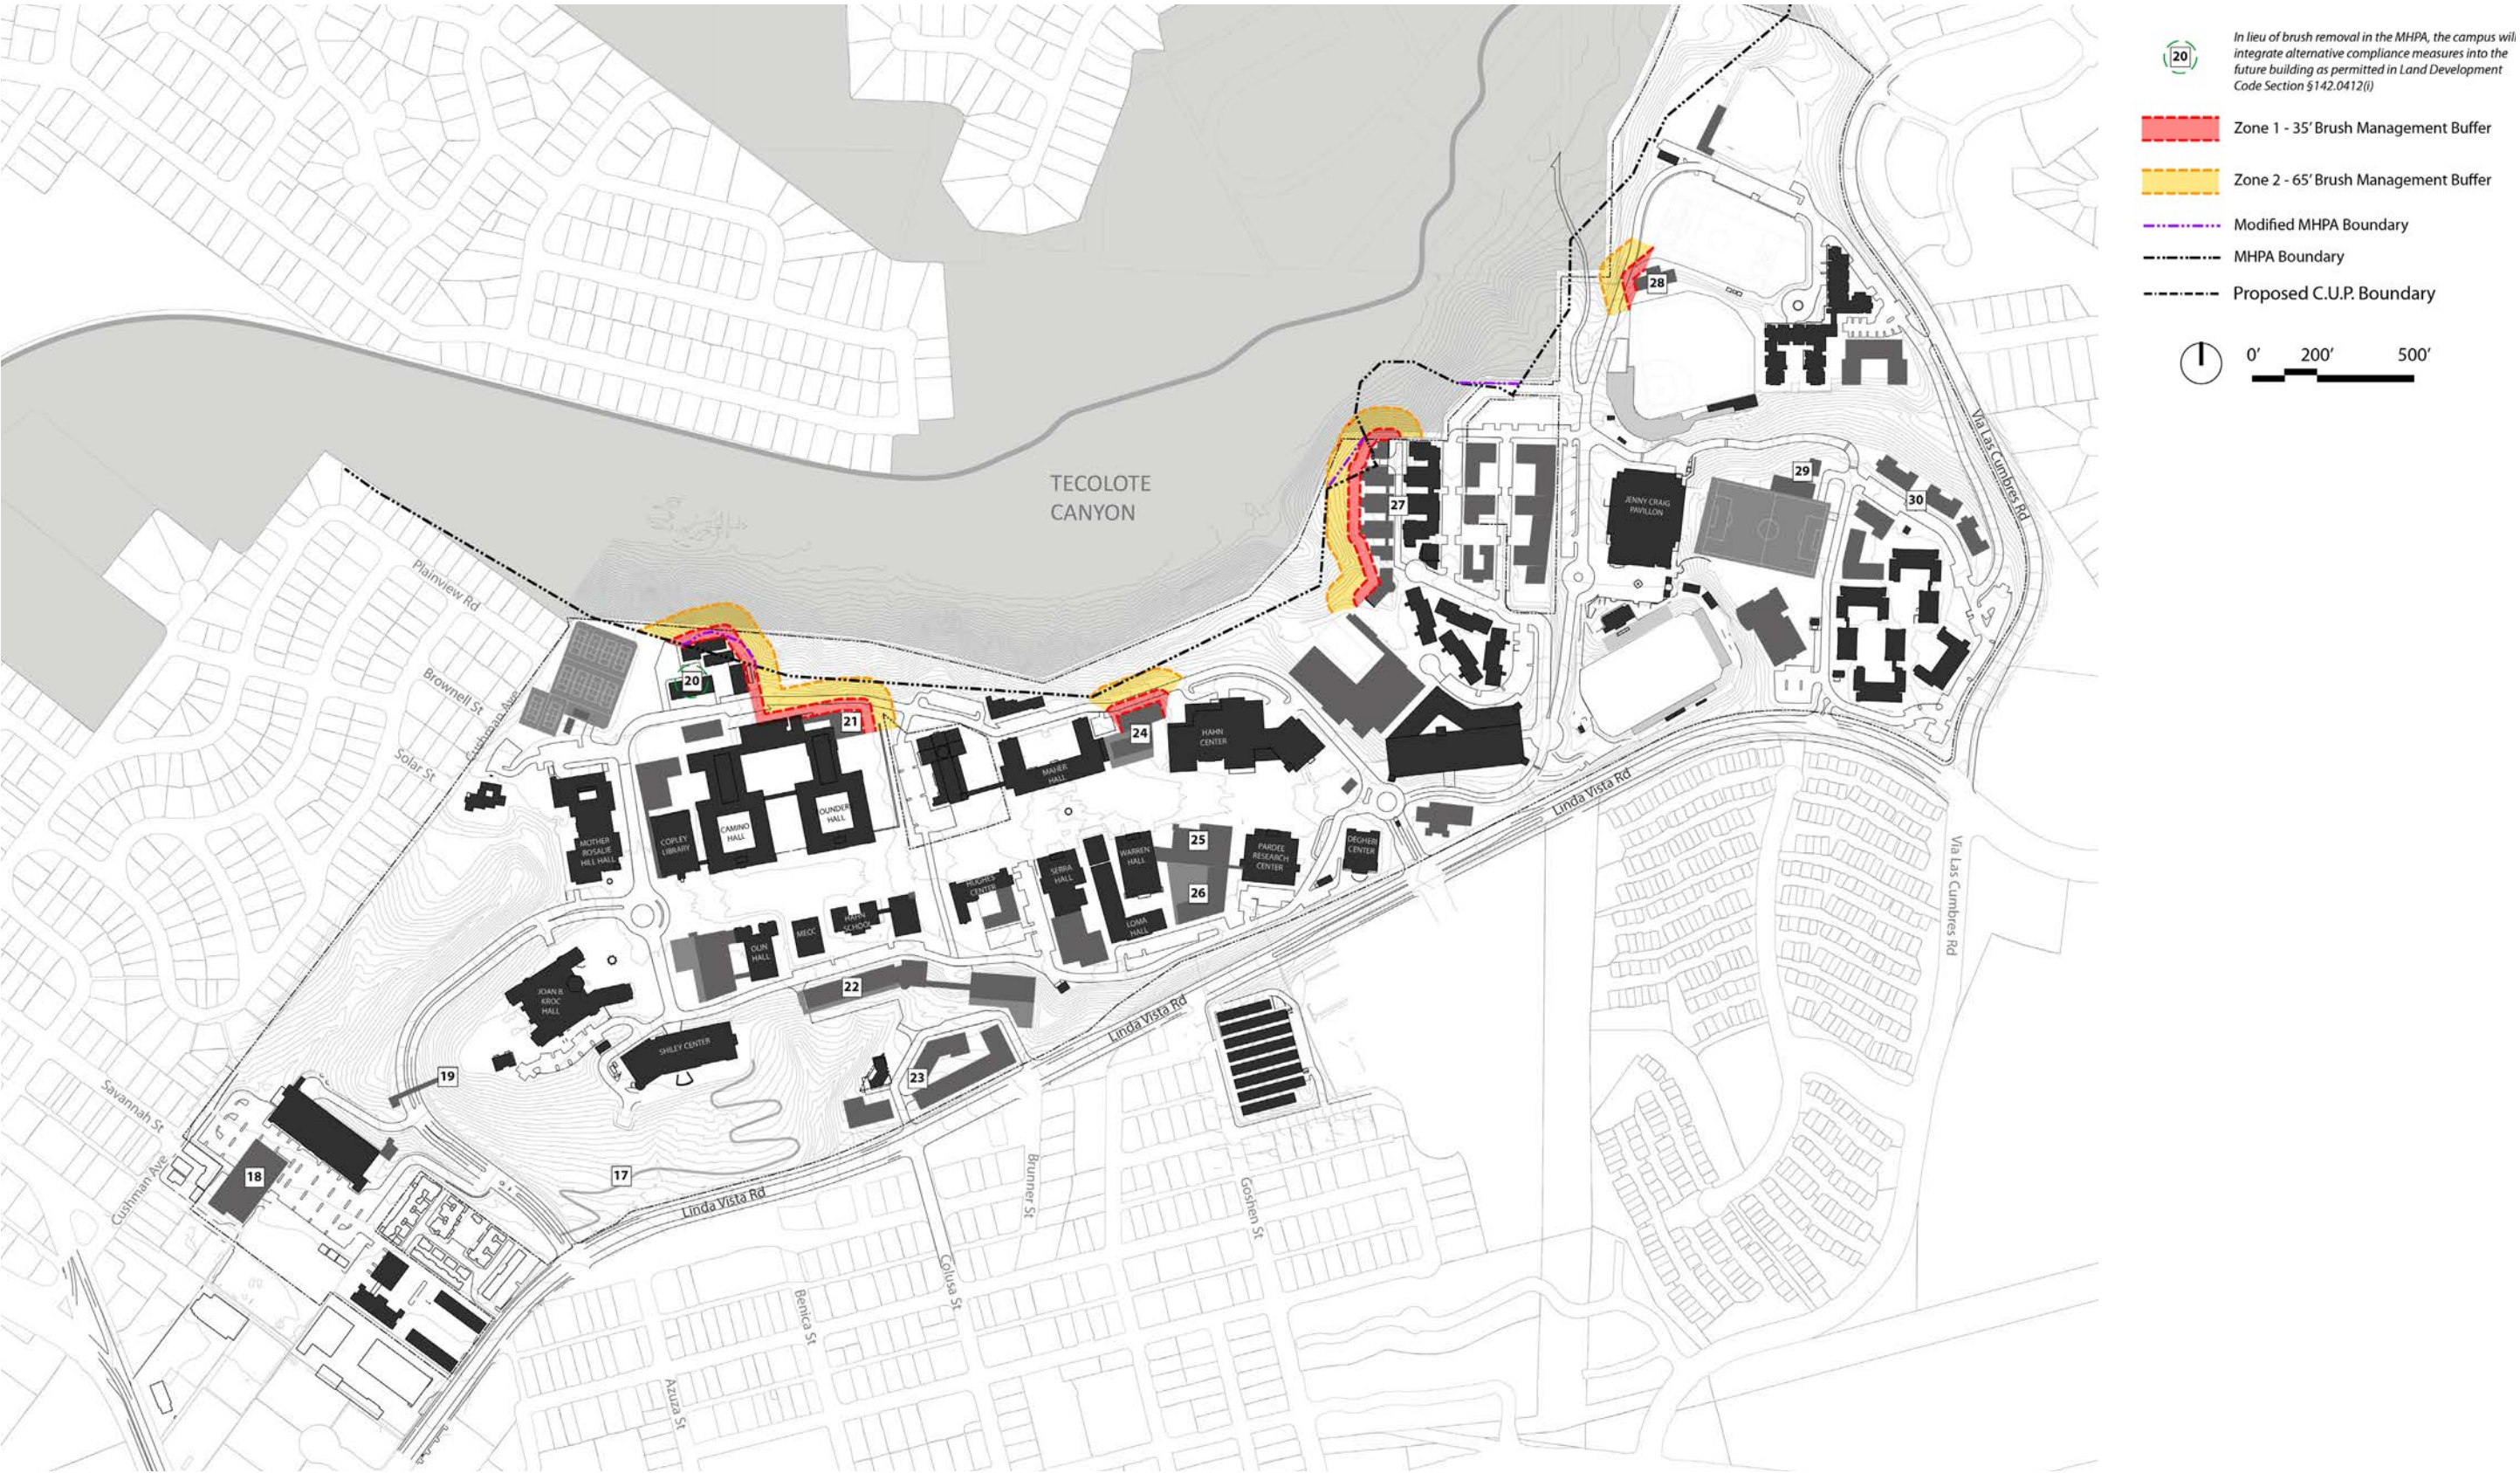 20
In lieu of brush removal in the MHPA, the campus will
integrate alternative compliance measures into the
future building as permitted in Land Development
Code Section §142.0412(i)
Zone 1 - 35' Brush Management Buffer
Zone 2 - 65' Brush Management Buffer
Modified MHPA Boundary
MHPA Boundary
Proposed C.U.P. Boundary
0' 200' 500'
28
Via Las Cumbres Rd
TECOLOTE
CANYON
29
30
27
JENNY CRAIG
PAVILLON
Plainview Rd
Brownell St
Cushman Ave
Solar St
20
21
24
HAHN
CENTER
MAHER
HALL
Linda Vista Rd
MOTHER
ROSALIE
HILL HALL
COPLEY
LIBRARY
CAMINO
HALL
OUNDER
HALL
HUGHES
CENTER
SERRA
HALL
WARREN
HALL
25
PARDEE
RESEARCH
CENTER
DEGHERI
CENTER
26
LOMA
HALL
Via Las Cumbres Rd
OLIN
HALL
MECC
HAHN
SCHOOL
JOAN B.
KROC
HALL
22
Linda Vista Rd
SHILEY CENTER
19
23
Savannah St
Cushman Ave
18
17
Linda Vista Rd
Brunner St
Goshen St
Colusa St
Benica St
Azuza St